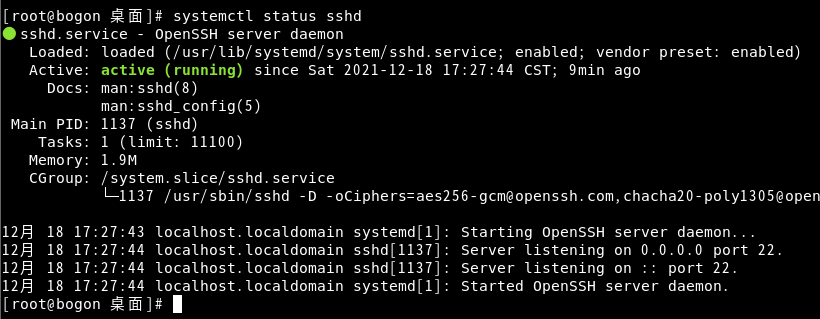 [root@bogon 桌面]# systemctl status sshd
●sshd.service - OpenSSH server daemon
Loaded: loaded (/usr/lib/systemd/system/sshd.service; enabled; vendor preset: enabled)
Active: active (running) since Sat 2021-12-18 17:27:44 CST; 9min ago
Docs: man:sshd(8)
man:sshd_config(5)
Main PID: 1137 (sshd)
Tasks: 1 (limit: 11100)
Memory: 1.9M
CGroup: /system.slice/sshd.service
└─1137 /usr/sbin/sshd -D -oCiphers=aes256-gcm@openssh.com,chacha20-poly1305@open
12月 18 17:27:43 localhost.localdomain systemd[1]: Starting OpenSSH server daemon...
12月 18 17:27:44 localhost.localdomain sshd[1137]: Server listening on 0.0.0.0 port 22.
12月 18 17:27:44 localhost.localdomain sshd[1137]: Server listening on :: port 22.
12月 18 17:27:44 localhost.localdomain systemd[1]: Started OpenSSH server daemon.
[root@bogon 桌面]#